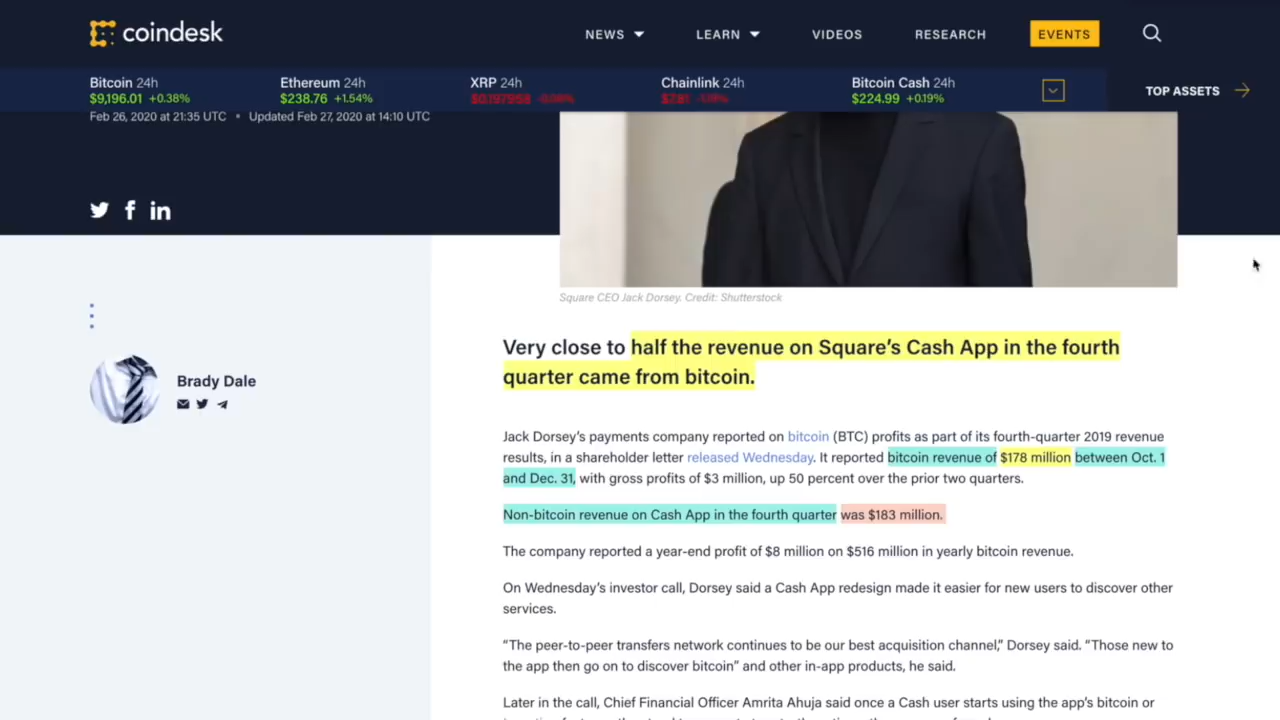 coindesk
NEWS
LEARN
VIDEOS
RESEARCH
EVENTS
Bitcoin 24h
$9,196.01 +0.38%
Ethereum 24h
$238.76 +1.54%
XRP 24h
Chainlink 24h
Bitcoin Cash 24h
$224.99 +0.19%
TOP ASSETS
Feb 26, 2020 at 21:35 UTC • Updated Feb 27, 2020 at 14:10 UTC
Square CEO Jack Dorsey. Credit: Shutterstock
Brady Dale
Very close to half the revenue on Square’s Cash App in the fourth
quarter came from bitcoin.
Jack Dorsey’s payments company reported on bitcoin (BTC) profits as part of its fourth-quarter 2019 revenue
results, in a shareholder letter released Wednesday. It reported bitcoin revenue of $178 million between Oct. 1
and Dec. 31, with gross profits of $3 million, up 50 percent over the prior two quarters.
Non-bitcoin revenue on Cash App in the fourth quarter was $183 million.
The company reported a year-end profit of $8 million on $516 million in yearly bitcoin revenue.
On Wednesday’s investor call, Dorsey said a Cash App redesign made it easier for new users to discover other
services.
“The peer-to-peer transfers network continues to be our best acquisition channel,” Dorsey said. “Those new to
the app then go on to discover bitcoin” and other in-app products, he said.
Later in the call, Chief Financial Officer Amrita Ahuja said once a Cash user starts using the app’s bitcoin or